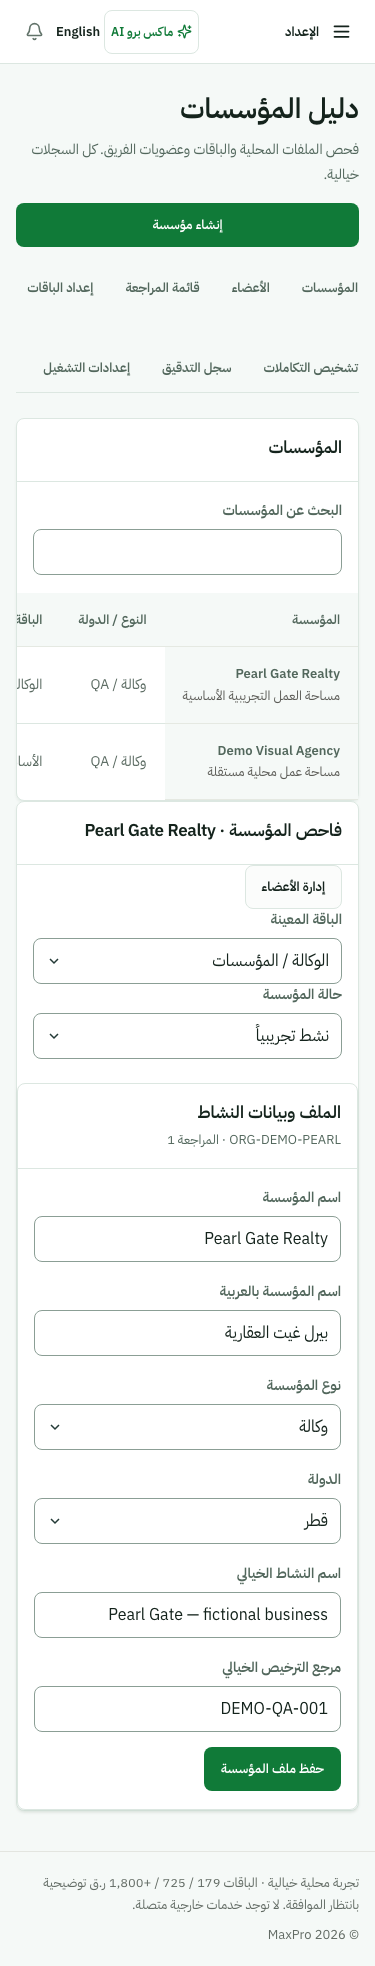 الإعداد
ماكس برو AI
English
دليل المؤسسات
فحص الملفات المحلية والباقات وعضويات الفريق. كل السجلات
خيالية.
إنشاء مؤسسة
المؤسسات الأعضاء قائمة المراجعة إعداد الباقات
تشخيص التكاملات سجل التدقيق إعدادات التشغيل
المؤسسات
البحث عن المؤسسات
المؤسسة النوع / الدولة
Pearl Gate Realty
مساحة العمل التجريبية الأساسية
وكالة / QA
Demo Visual Agency
مساحة عمل محلية مستقلة
وكالة / QA
فاحص المؤسسة · Pearl Gate Realty
إدارة الأعضاء
الباقة المعينة
الوكالة / المؤسسات
حالة المؤسسة
نشط تجريبياً
الملف وبيانات النشاط
ORG-DEMO-PEARL · المراجعة 1
اسم المؤسسة
Pearl Gate Realty
اسم المؤسسة بالعربية
بيرل غيت العقارية
نوع المؤسسة
وكالة
الدولة
قطر
اسم النشاط الخيالي
Pearl Gate — fictional business
مرجع الترخيص الخيالي
DEMO-QA-001
حفظ ملف المؤسسة
تجربة محلية خيالية · الباقات 179 / 725 / +1,800 ر.ق توضيحية
بانتظار الموافقة. لا توجد خدمات خارجية متصلة.
© 2026 MaxPro